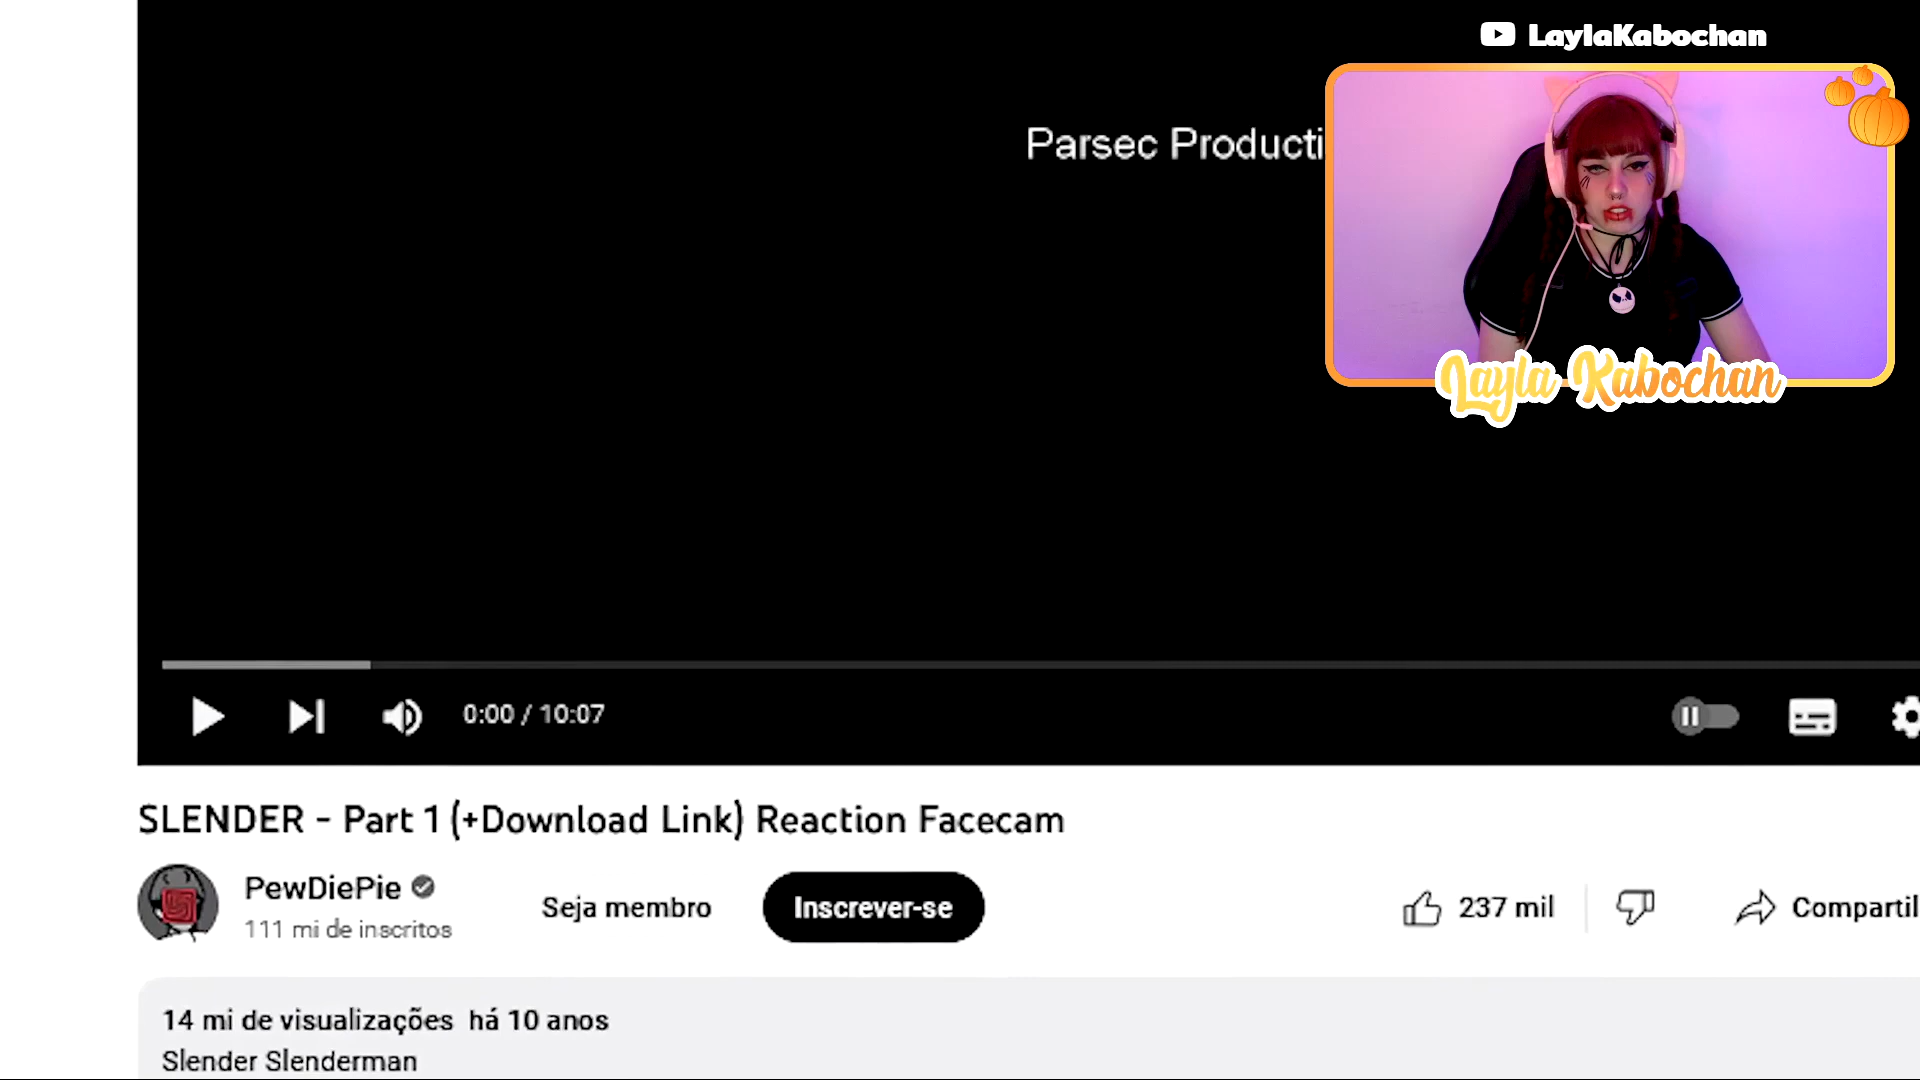 LaylaKabochan
Parsec Producti
Layla Kabochan
0:00 / 10:07
SLENDER - Part 1 (+Download Link) Reaction Facecam
PewDiePie
111 mi de inscritos
Seja membro
Inscrever-se
237 mil
Compartil
14 mi de visualizações há 10 anos
Slender Slenderman